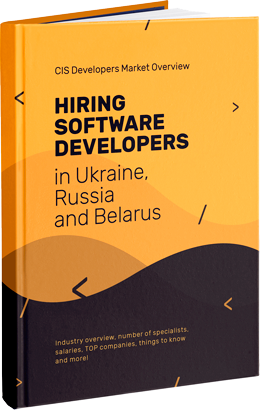 CIS Developers Market Overview
HIRING
SOFTWARE
DEVELOPERS
in Ukraine,
Russia
and Belarus
industry overview, number of specialists,
salaries, TOP companies, things to know
and more!